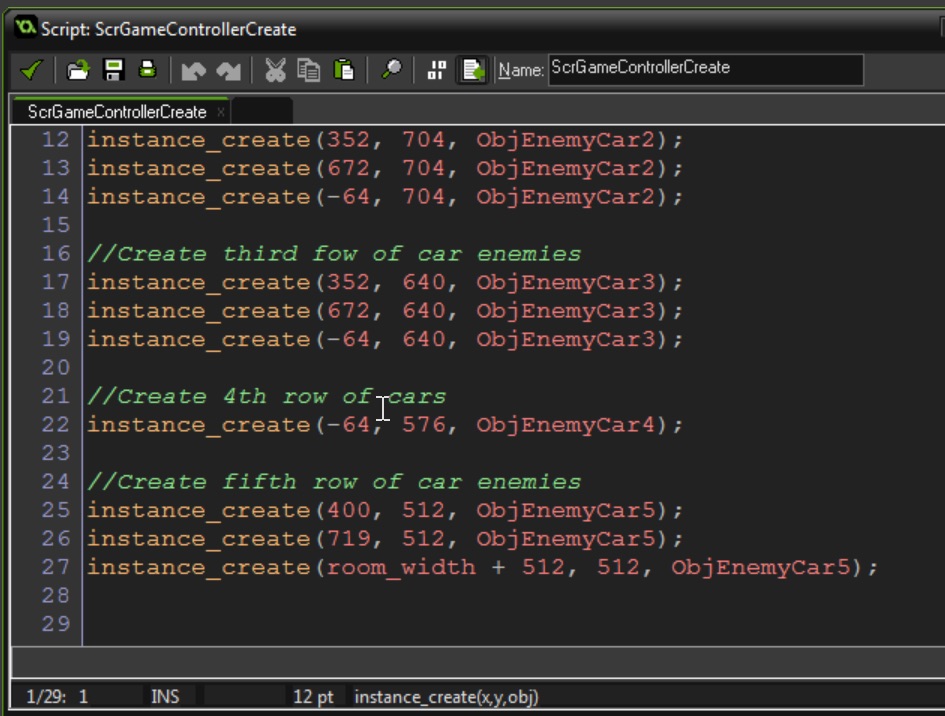 Script: ScrGameControllerCreate
Name: ScrGameControllerCreate
ScrGameControllerCreate x
12 instance_create(352, 704, ObjEnemyCar2);
13 instance_create(672, 704, ObjEnemyCar2);
14 instance_create(-64, 704, ObjEnemyCar2);
15
16 //Create third fow of car enemies
17 instance_create(352, 640, ObjEnemyCar3);
18 instance_create(672, 640, ObjEnemyCar3);
19 instance_create(-64, 640, ObjEnemyCar3);
20
21 //Create 4th row of cars
22 instance_create(-64, 576, ObjEnemyCar4);
23
24 //Create fifth row of car enemies
25 instance_create(400, 512, ObjEnemyCar5);
26 instance_create(719, 512, ObjEnemyCar5);
27 instance_create(room_width + 512, 512, ObjEnemyCar5);
28
29
1/29: 1 INS 12 pt instance_create(x,y,obj)